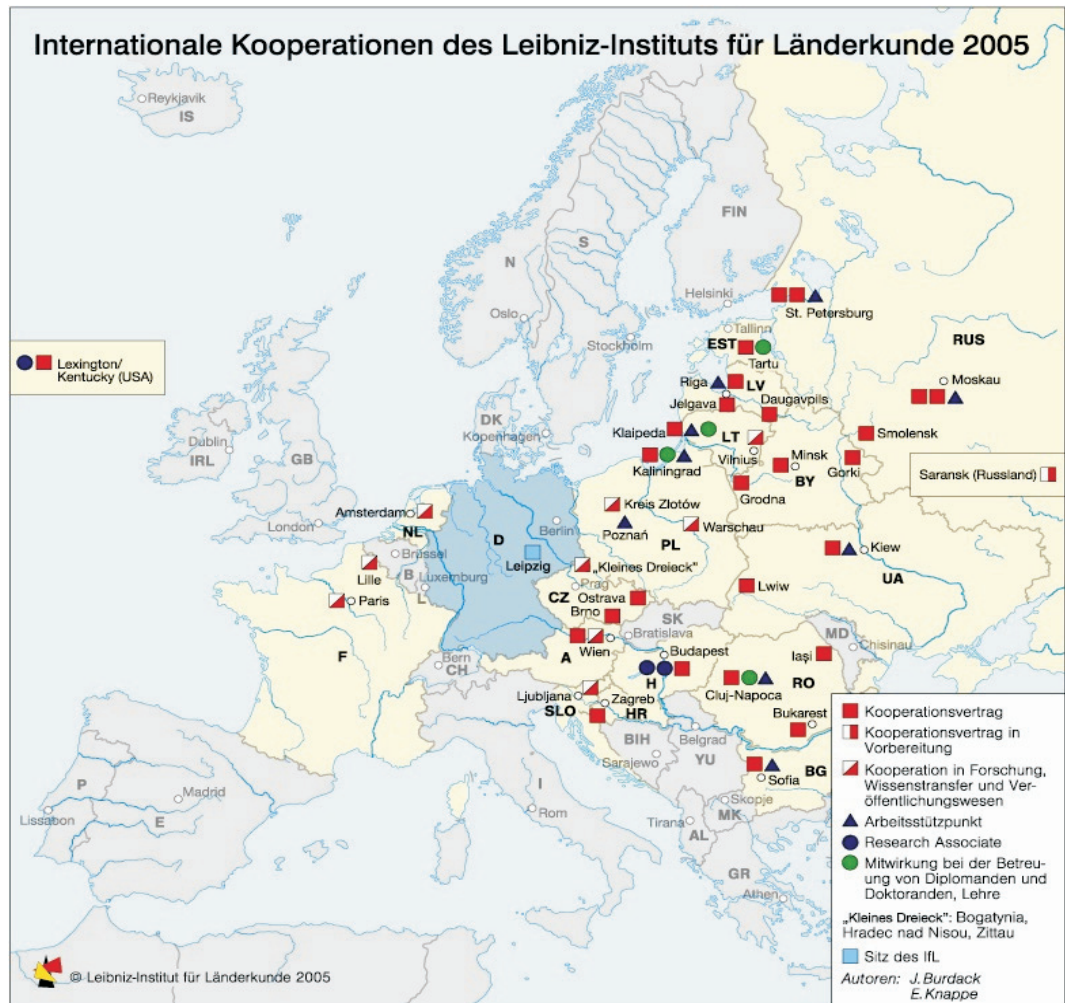 Internationale Kooperationen des Leibniz-Instituts für Länderkunde 2005
Reykjavik
IS
FIN
S
N
Helsinki
Oslo
Stockholm
St. Petersburg
Tallinn
EST
Tartu
RUS
Moskau
Lexington/
Kentucky (USA)
Riga
LV
Jelgava
Daugavpils
DK
Kopenhagen
Klaipeda
LT
Smolensk
Dublin
IRL
GB
Vilnius
Minsk
Kaliningrad
Gorki
BY
Saransk (Russland)
Grodna
Amsterdam
NL
London
Berlin
D
Kreis Złotów
Poznań
Warschau
PL
Brüssel
B
Leipzig
„Kleines Dreieck"
Kiew
UA
Lille
Luxemburg
L
Prag
CZ
Ostrava
Lwiw
Paris
Brno
SK
Bratislava
MD
Chisinau
F
Wien
A
Bern
CH
Budapest
H
Iaşi
RO
Cluj-Napoca
Ljubljana
SLO
Zagreb
HR
Bukarest
BIH
Sarajewo
Belgrad
YU
BG
Sofia
P
Madrid
E
Lissabon
I
Rom
Skopje
MK
Tirana
AL
GR
Athen
Kooperationsvertrag
Kooperationsvertrag in
Vorbereitung
Kooperation in Forschung,
Wissenstransfer und Ver-
öffentlichungswesen
Arbeitsstützpunkt
Research Associate
Mitwirkung bei der Betreu-
ung von Diplomanden und
Doktoranden, Lehre
„Kleines Dreieck": Bogatynia,
Hradec nad Nisou, Zittau
Sitz des IfL
Autoren: J.Burdack
E.Knappe
© Leibniz-Institut für Länderkunde 2005